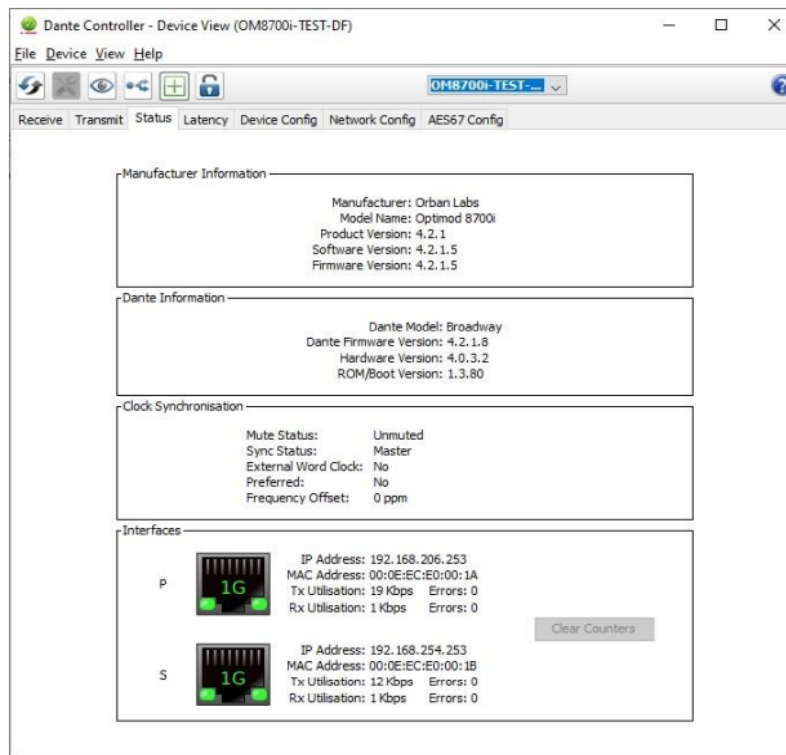 Dante Controller - Device View (OM8700i-TEST-DF)
File Device View Help
OM8700i-TEST-...
Receive Transmit Status Latency Device Config Network Config AES67 Config
Manufacturer Information
Manufacturer: Orban Labs
Model Name: Optimod 8700i
Product Version: 4.2.1
Software Version: 4.2.1.5
Firmware Version: 4.2.1.5
Dante Information
Dante Model: Broadway
Dante Firmware Version: 4.2.1.8
Hardware Version: 4.0.3.2
ROM/Boot Version: 1.3.80
Clock Synchronisation
Mute Status: Unmuted
Sync Status: Master
External Word Clock: No
Preferred: No
Frequency Offset: 0 ppm
Interfaces
P
1G
IP Address: 192.168.206.253
MAC Address: 00:0E:EC:E0:00:1A
Tx Utilisation: 19 Kbps Errors: 0
Rx Utilisation: 1 Kbps Errors: 0
Clear Counters
S
1G
IP Address: 192.168.254.253
MAC Address: 00:0E:EC:E0:00:1B
Tx Utilisation: 12 Kbps Errors: 0
Rx Utilisation: 1 Kbps Errors: 0